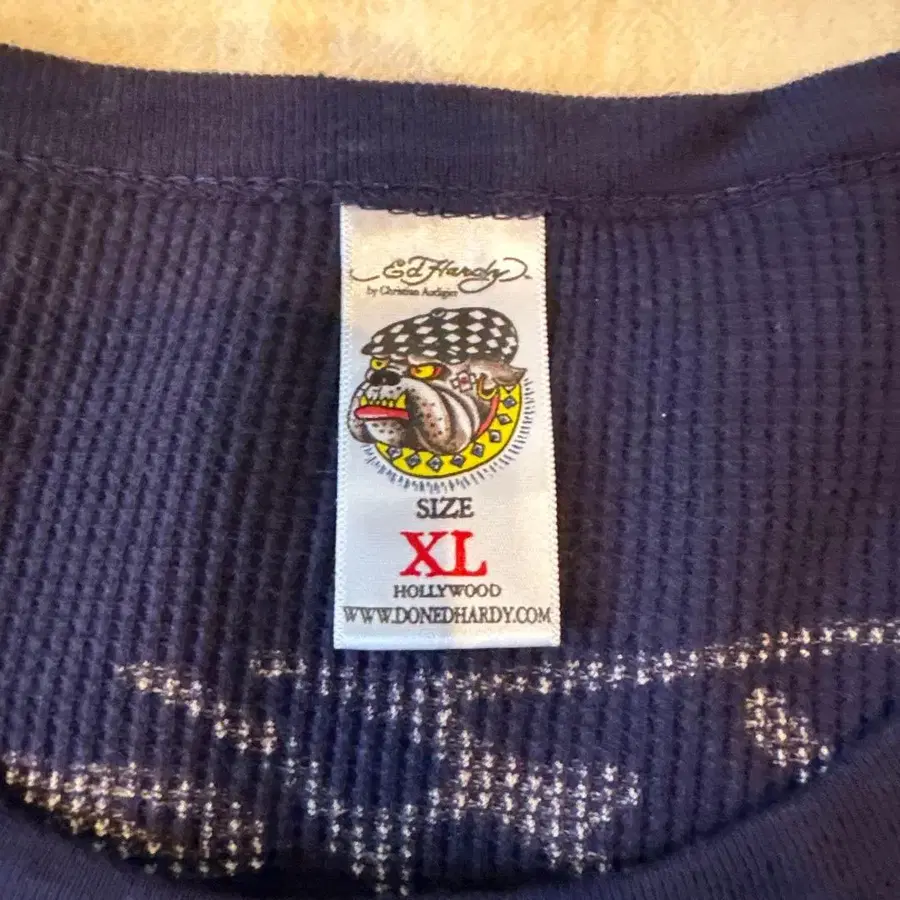 Ed Hardy
by Christian Audigier
SIZE
XL
HOLLYWOOD
WWW.DONEDHARDY.COM